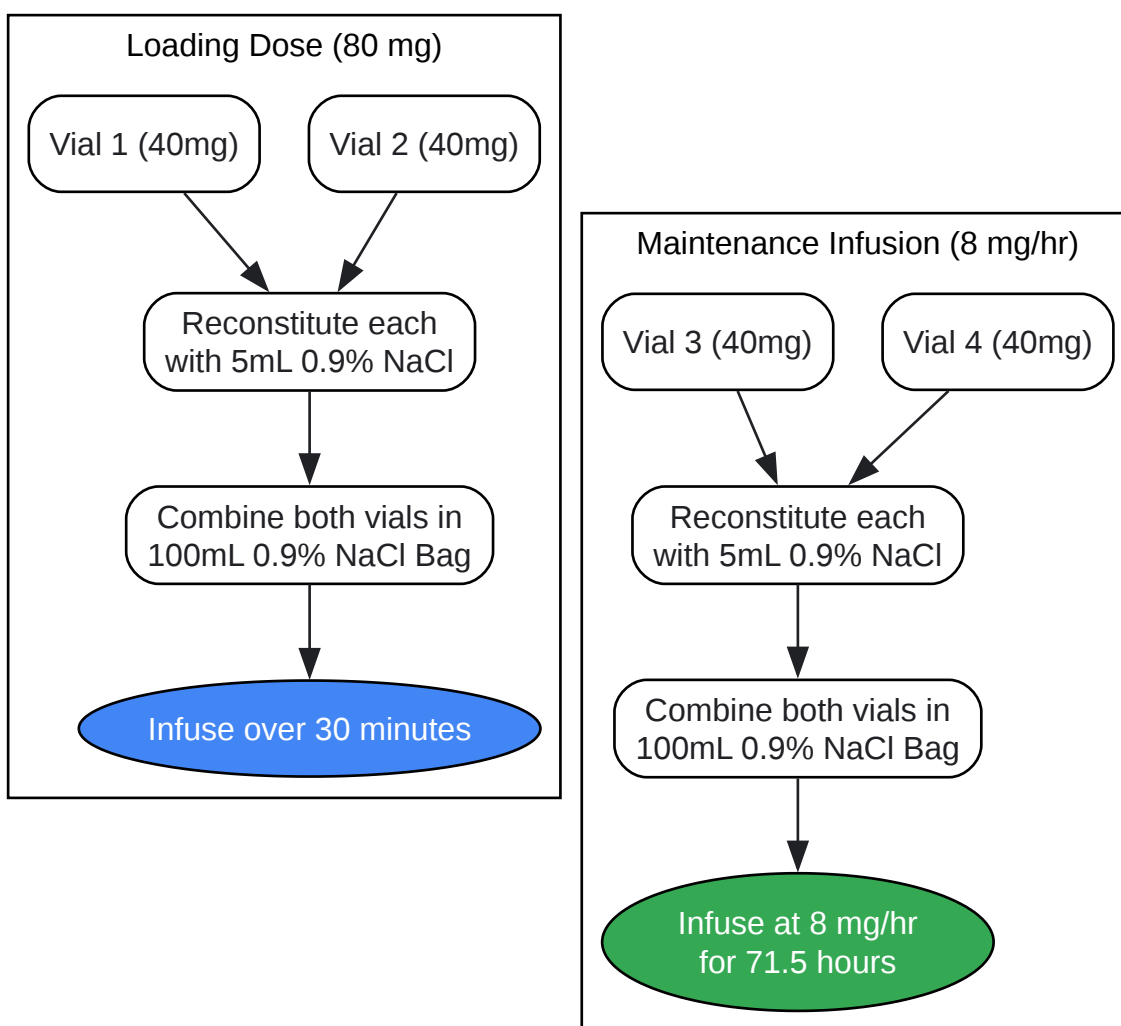 Loading Dose (80 mg)
Vial 1 (40mg)
Vial 2 (40mg)
Reconstitute each
with 5mL 0.9% NaCl
Combine both vials in
100mL 0.9% NaCl Bag
Infuse over 30 minutes
Maintenance Infusion (8 mg/hr)
Vial 3 (40mg)
Vial 4 (40mg)
Reconstitute each
with 5mL 0.9% NaCl
Combine both vials in
100mL 0.9% NaCl Bag
Infuse at 8 mg/hr
for 71.5 hours